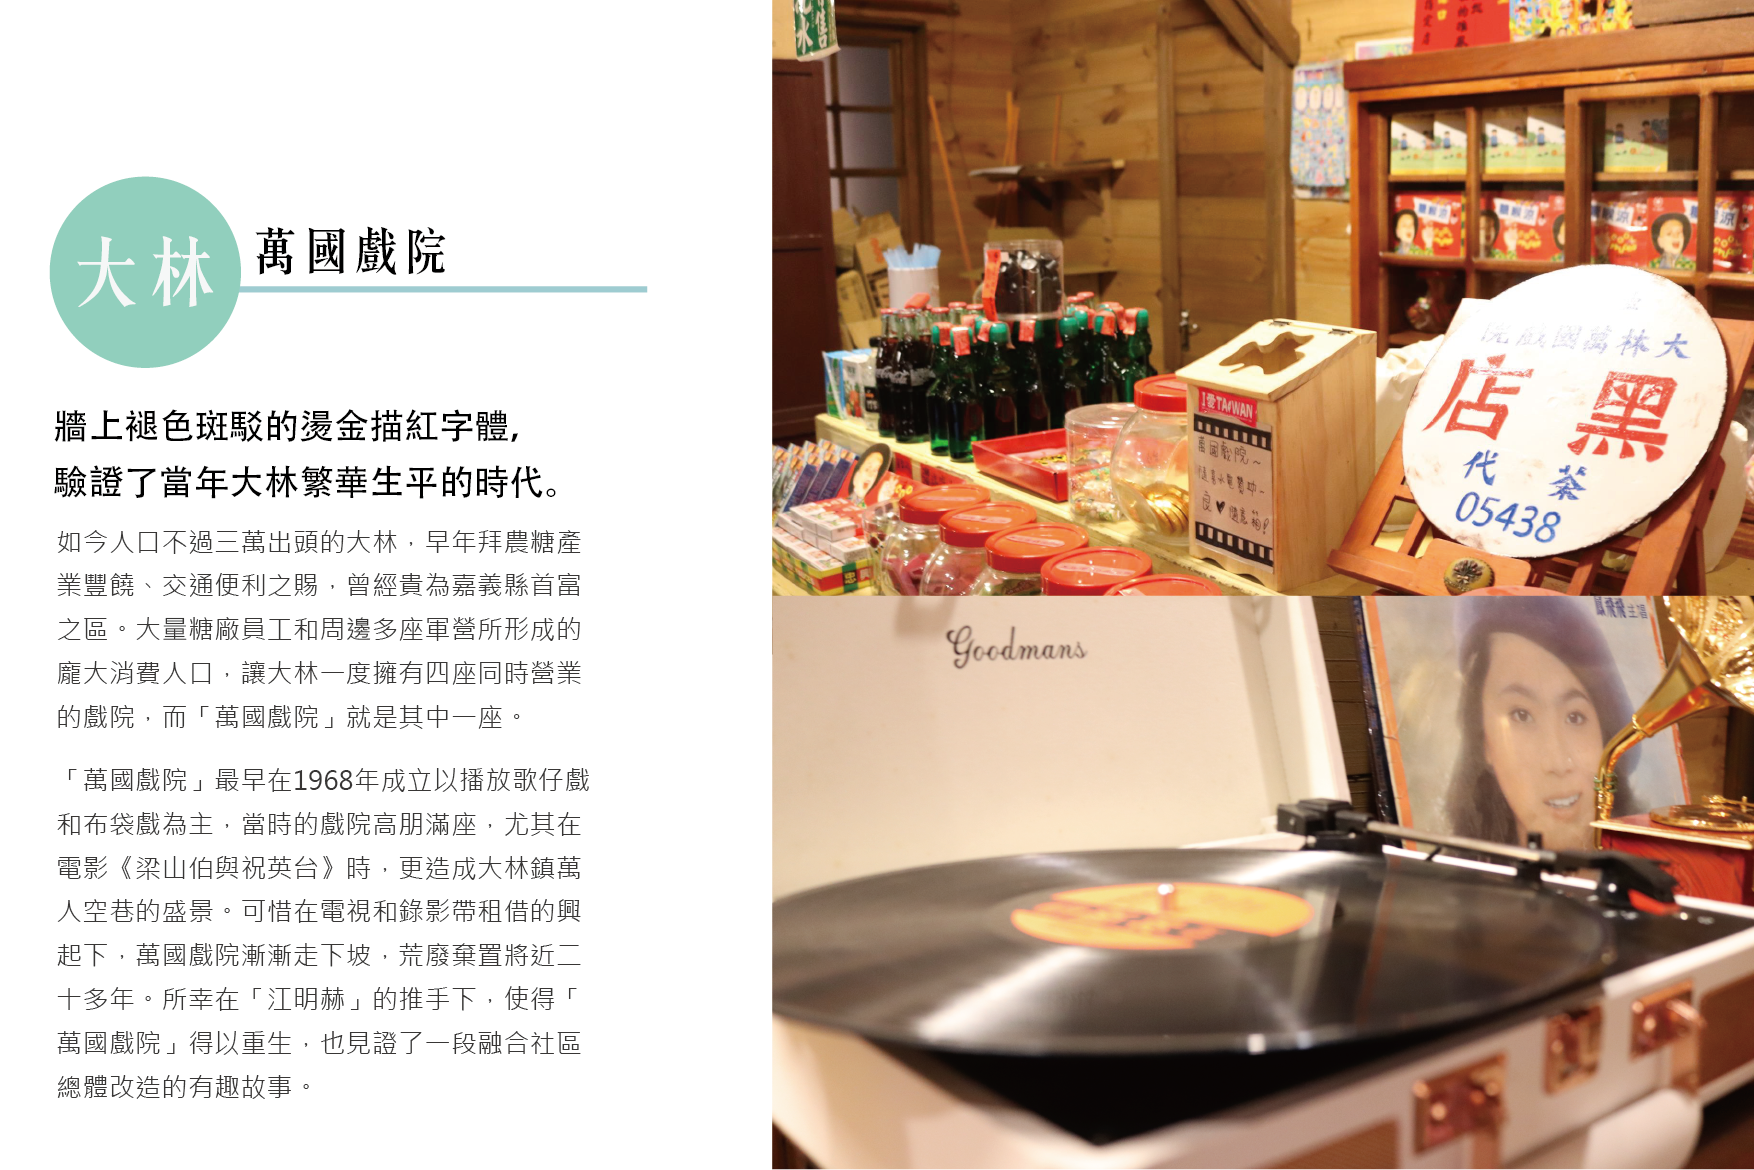 大林
萬國戲院
牆上褪色斑駁的燙金描紅字體,
驗證了當年大林繁華生平的時代。
如今人口不過三萬出頭的大林，早年拜農糖產
業豐饒、交通便利之賜，曾經貴為嘉義縣首富
之區。大量糖廠員工和周邊多座軍營所形成的
龐大消費人口，讓大林一度擁有四座同時營業
的戲院，而「萬國戲院」就是其中一座。
「萬國戲院」最早在1968年成立以播放歌仔戲
和布袋戲為主，當時的戲院高朋滿座，尤其在
電影《梁山伯與祝英台》時，更造成大林鎮萬
人空巷的盛景。可惜在電視和錄影帶租借的興
起下，萬國戲院漸漸走下坡，荒廢棄置將近二
十多年。所幸在「江明赫」的推手下，使得「
萬國戲院」得以重生，也見證了一段融合社區
總體改造的有趣故事。
I 愛 TAIWAN
萬國戲院～
院戲國萬林大
店 黑
代 茶
05438
Goodmans
鳳飛飛主唱